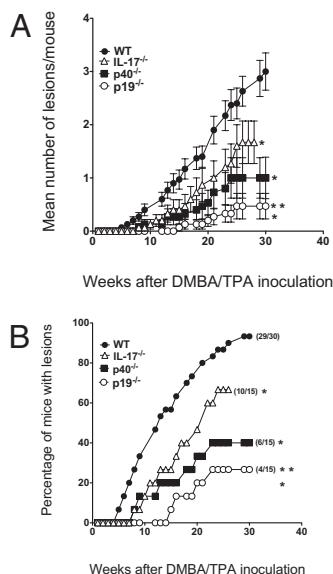 A
Mean number of lesions/mouse
4
3
2
1
0
WT
IL-17-/-
p40-/-
p19-/-
*
*
* *
*
0 10 20 30 40
Weeks after DMBA/TPA inoculation
B
Percentage of mice with lesions
100
80
60
40
20
0
WT
IL-17-/-
p40-/-
p19-/-
(29/30)
(10/15) *
(6/15) *
(4/15) * *
*
0 10 20 30 40
Weeks after DMBA/TPA inoculation